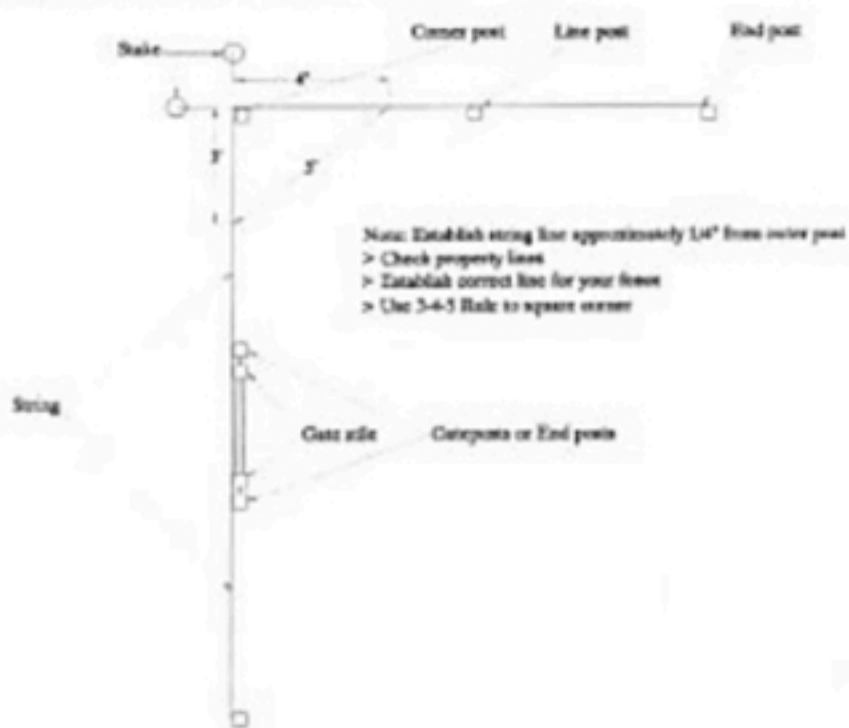 Corner post
Line post
End post
Stake
4'
3'
5'
Note: Establish string line approximately 1/4" from outer post
> Check property lines
> Establish correct line for your fence
> Use 3-4-5 Rule to square corner
String
Gate stile
Gateposts or End posts